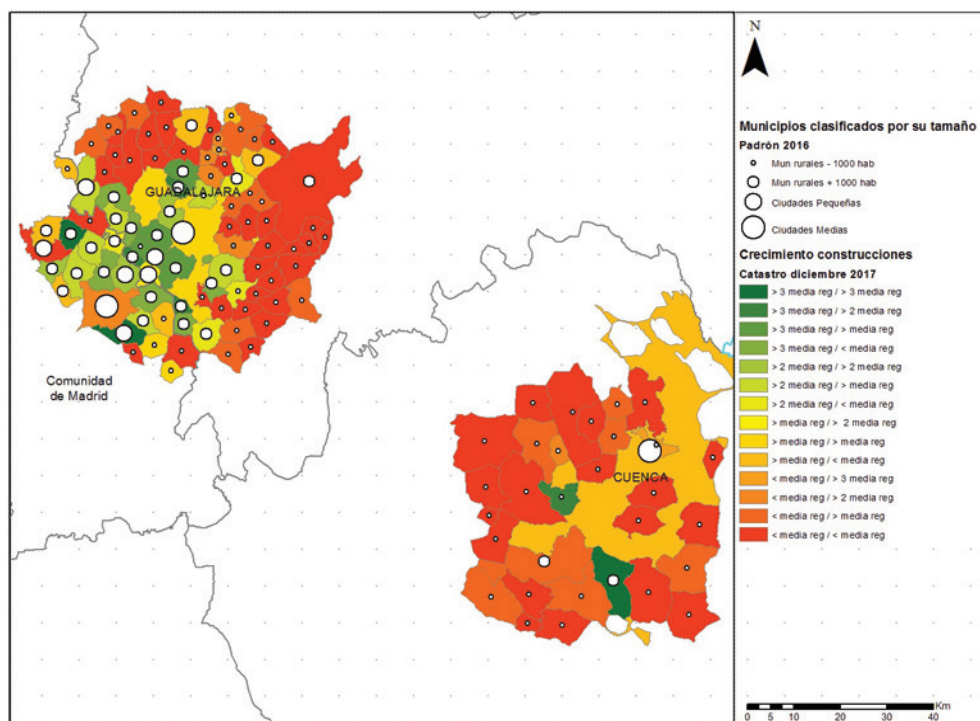 N
Municipios clasificados por su tamaño
Padrón 2016
Mun rurales - 1000 hab
Mun rurales + 1000 hab
Ciudades Pequeñas
Ciudades Medias
Crecimiento construcciones
Catastro diciembre 2017
> 3 media reg / > 3 media reg
> 3 media reg / > 2 media reg
> 3 media reg / > media reg
> 3 media reg / < media reg
> 2 media reg / > 2 media reg
> 2 media reg / > media reg
> 2 media reg / < media reg
> media reg / > 2 media reg
> media reg / > media reg
> media reg / < media reg
< media reg / > 3 media reg
< media reg / > 2 media reg
< media reg / > media reg
< media reg / < media reg
GUADALAJARA
Comunidad
de Madrid
CUENCA
Km
0 5 10 20 30 40